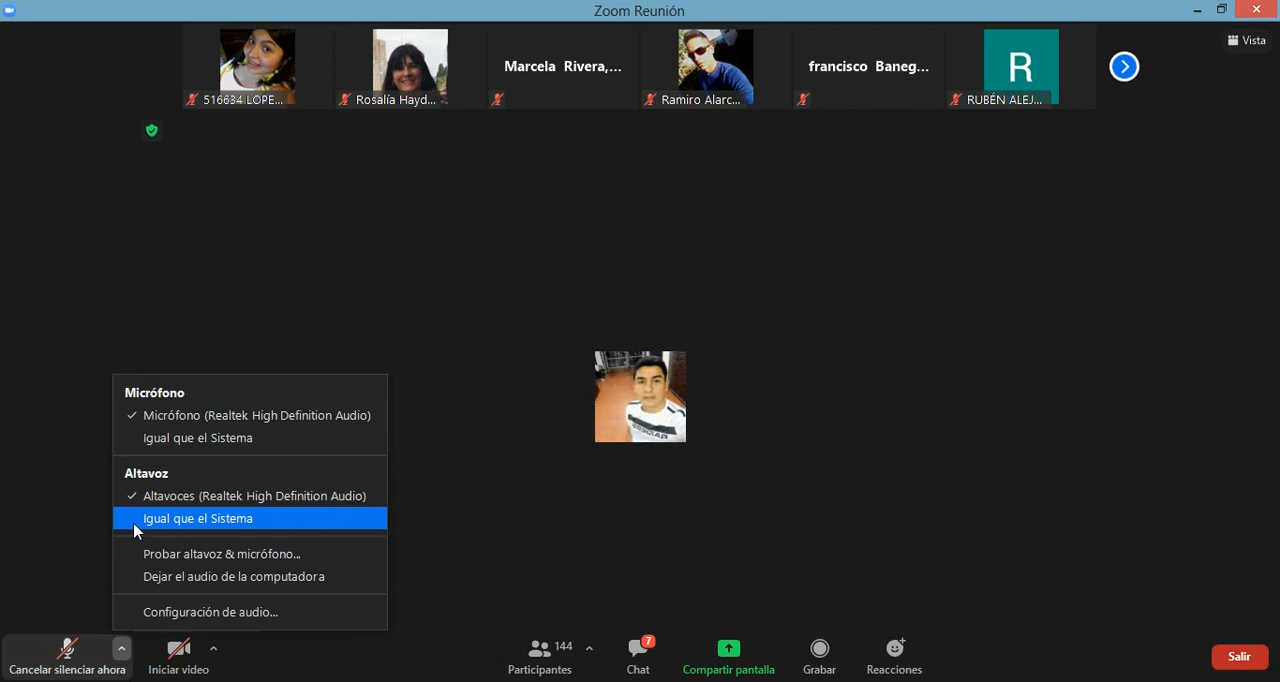 Zoom Reunión
Vista
516634 LOPE...
Rosalía Hayd...
Marcela Rivera,...
Ramiro Alarc...
francisco Baneg...
R
RUBÉN ALEJ...
Micrófono
Micrófono (Realtek High Definition Audio)
Igual que el Sistema
Altavoz
Altavoces (Realtek High Definition Audio)
Igual que el Sistema
Probar altavoz & micrófono...
Dejar el audio de la computadora
Configuración de audio...
Cancelar silenciar ahora
Iniciar video
144
Participantes
7
Chat
Compartir pantalla
Grabar
Reacciones
Salir